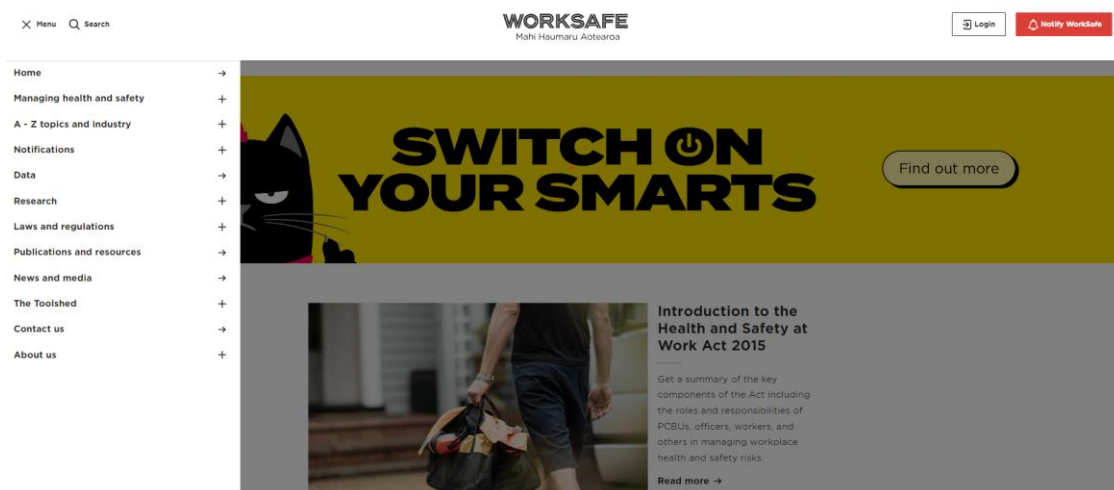 Menu Search
WORKSAFE
Mahi Haumaru Aotearoa
Login
Notify WorkSafe
Home
Managing health and safety
A - Z topics and industry
Notifications
Data
Research
Laws and regulations
Publications and resources
News and media
The Toolshed
Contact us
About us
SWITCH ON
YOUR SMARTS
Find out more
Introduction to the
Health and Safety at
Work Act 2015
Get a summary of the key
components of the Act including
the roles and responsibilities of
PCBUs, officers, workers, and
others in managing workplace
health and safety risks.
Read more